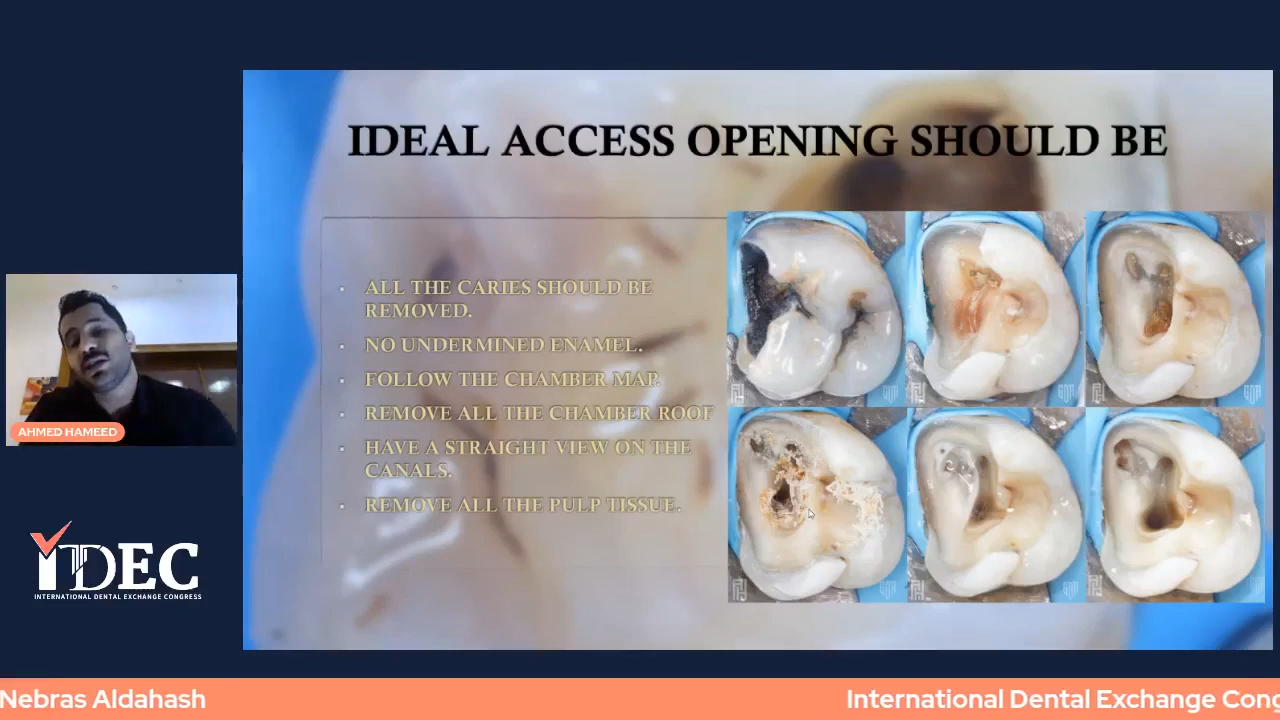 IDEAL ACCESS OPENING SHOULD BE
ALL THE CARIES SHOULD BE
REMOVED.
NO UNDERMINED ENAMEL.
FOLLOW THE CHAMBER MAP.
REMOVE ALL THE CHAMBER ROOF
HAVE A STRAIGHT VIEW ON THE
CANALS.
REMOVE ALL THE PULP TISSUE.
AHMED HAMEED
IDEC
INTERNATIONAL DENTAL EXCHANGE CONGRESS
Nebras Aldahash
International Dental Exchange Cong